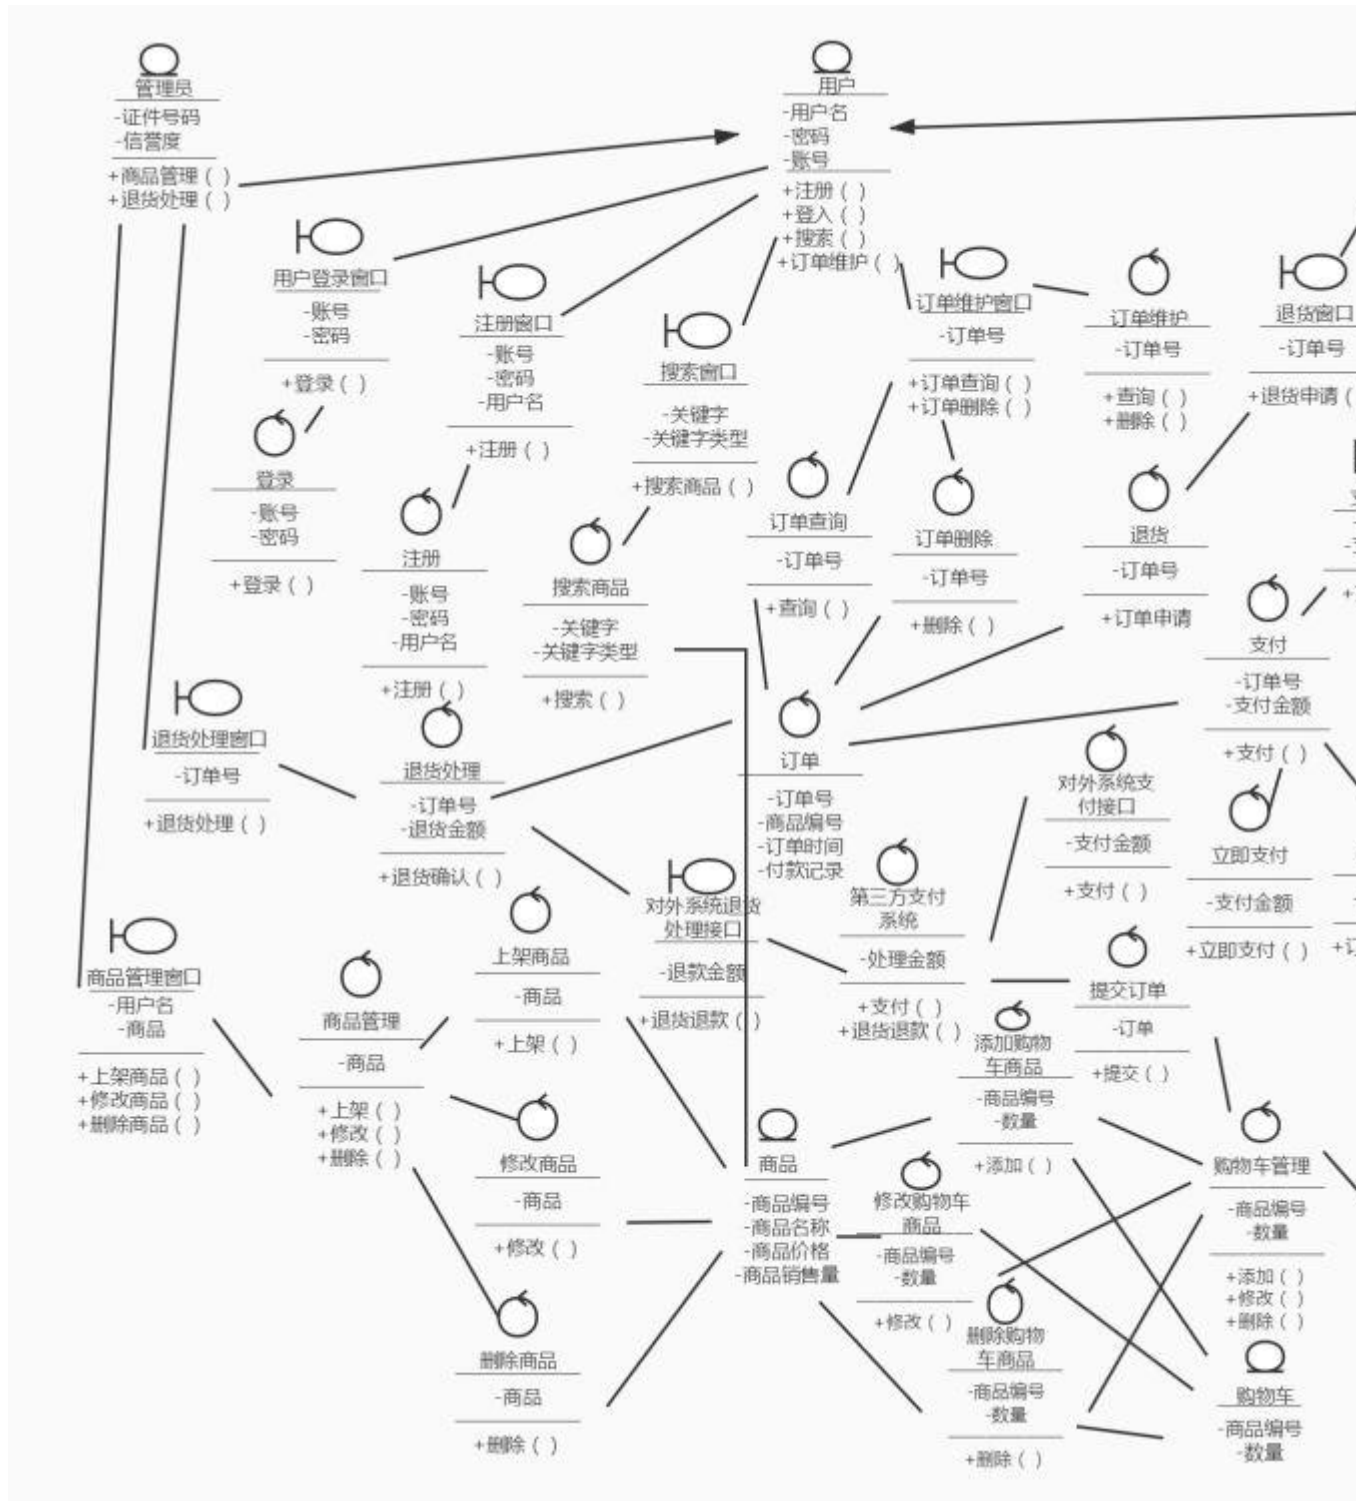 管理员
-证件号码
-信誉度
+商品管理 ( )
+退货处理 ( )
用户
-用户名
-密码
-账号
+注册 ( )
+登入 ( )
+搜索 ( )
+订单维护 ( )
用户登录窗口
-账号
-密码
+登录 ( )
注册窗口
-账号
-密码
-用户名
+注册 ( )
搜索窗口
-关键字
-关键字类型
+搜索商品 ( )
订单维护窗口
-订单号
+订单查询 ( )
+订单删除 ( )
订单维护
-订单号
+查询 ( )
+删除 ( )
退货窗口
-订单号
+退货申请 (
登录
-账号
-密码
+登录 ( )
注册
-账号
-密码
-用户名
+注册 ( )
搜索商品
-关键字
-关键字类型
+搜索 ( )
订单查询
-订单号
+查询 ( )
订单删除
-订单号
+删除 ( )
退货
-订单号
+订单申请
支付
-订单号
-支付金额
+支付 ( )
退货处理窗口
-订单号
+退货处理 ( )
退货处理
-订单号
-退货金额
+退货确认 ( )
订单
-订单号
-商品编号
-订单时间
-付款记录
对外系统支
付接口
-支付金额
+支付 ( )
立即支付
-支付金额
+立即支付 ( )
对外系统退货
处理接口
-退款金额
+退货退款 ( )
第三方支付
系统
-处理金额
+支付 ( )
+退货退款 ( )
提交订单
-订单
+提交 ( )
商品管理窗口
-用户名
-商品
+上架商品 ( )
+修改商品 ( )
+删除商品 ( )
商品管理
-商品
+上架 ( )
+修改 ( )
+删除 ( )
上架商品
-商品
+上架 ( )
修改商品
-商品
+修改 ( )
删除商品
-商品
+删除 ( )
商品
-商品编号
-商品名称
-商品价格
-商品销售量
添加购物
车商品
-商品编号
-数量
+添加 ( )
修改购物车
商品
-商品编号
-数量
+修改 ( )
删除购物
车商品
-商品编号
-数量
+删除 ( )
购物车管理
-商品编号
-数量
+添加 ( )
+修改 ( )
+删除 ( )
购物车
-商品编号
-数量